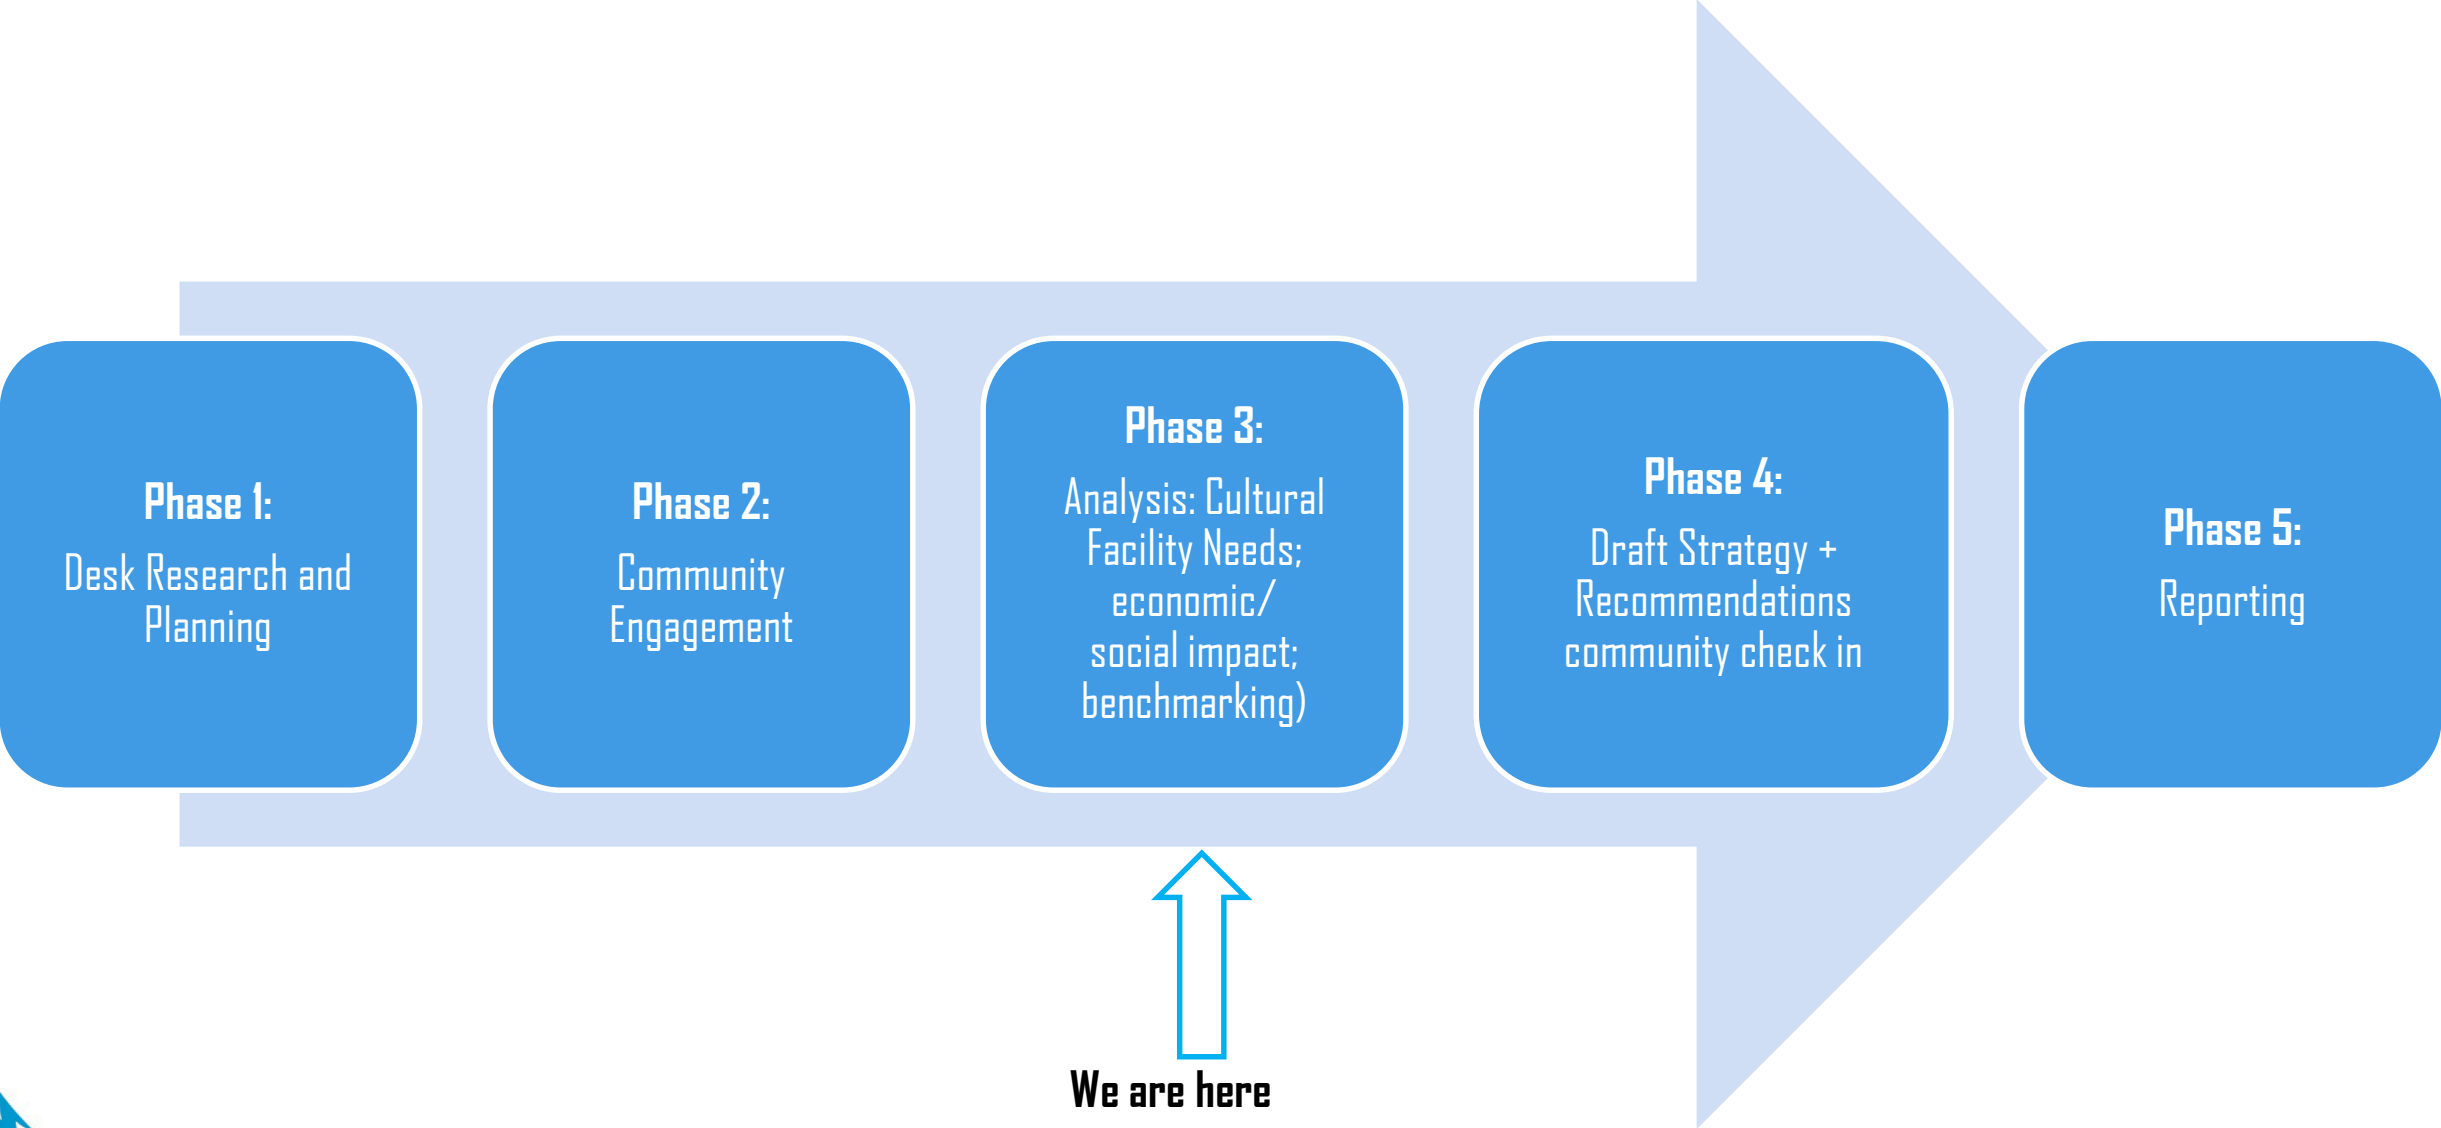 Phase 1:
Desk Research and
Planning
Phase 2:
Community
Engagement
Phase 3:
Analysis: Cultural
Facility Needs;
economic/
social impact;
benchmarking)
Phase 4:
Draft Strategy +
Recommendations
community check in
Phase 5:
Reporting
We are here